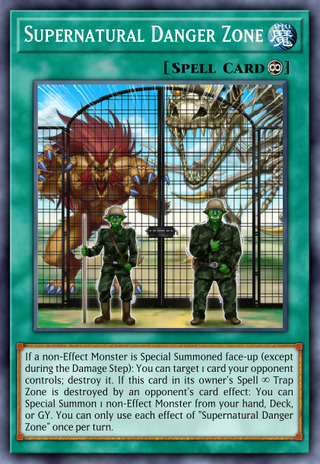 Supernatural Danger Zone
魔
[Spell Card∞]
If a non-Effect Monster is Special Summoned face-up (except
during the Damage Step): You can target 1 card your opponent
controls; destroy it. If this card in its owner's Spell ∞ Trap
Zone is destroyed by an opponent's card effect: You can
Special Summon 1 non-Effect Monster from your hand, Deck,
or GY. You can only use each effect of "Supernatural Danger
Zone" once per turn.